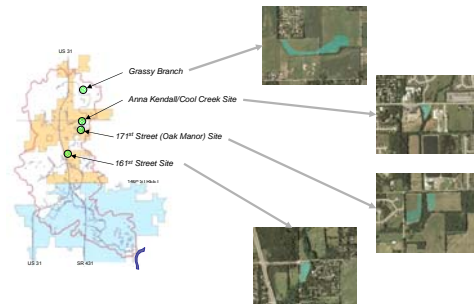 US 31
Grassy Branch
Anna Kendall/Cool Creek Site
171st Street (Oak Manor) Site
161st Street Site
US 31
SR 431